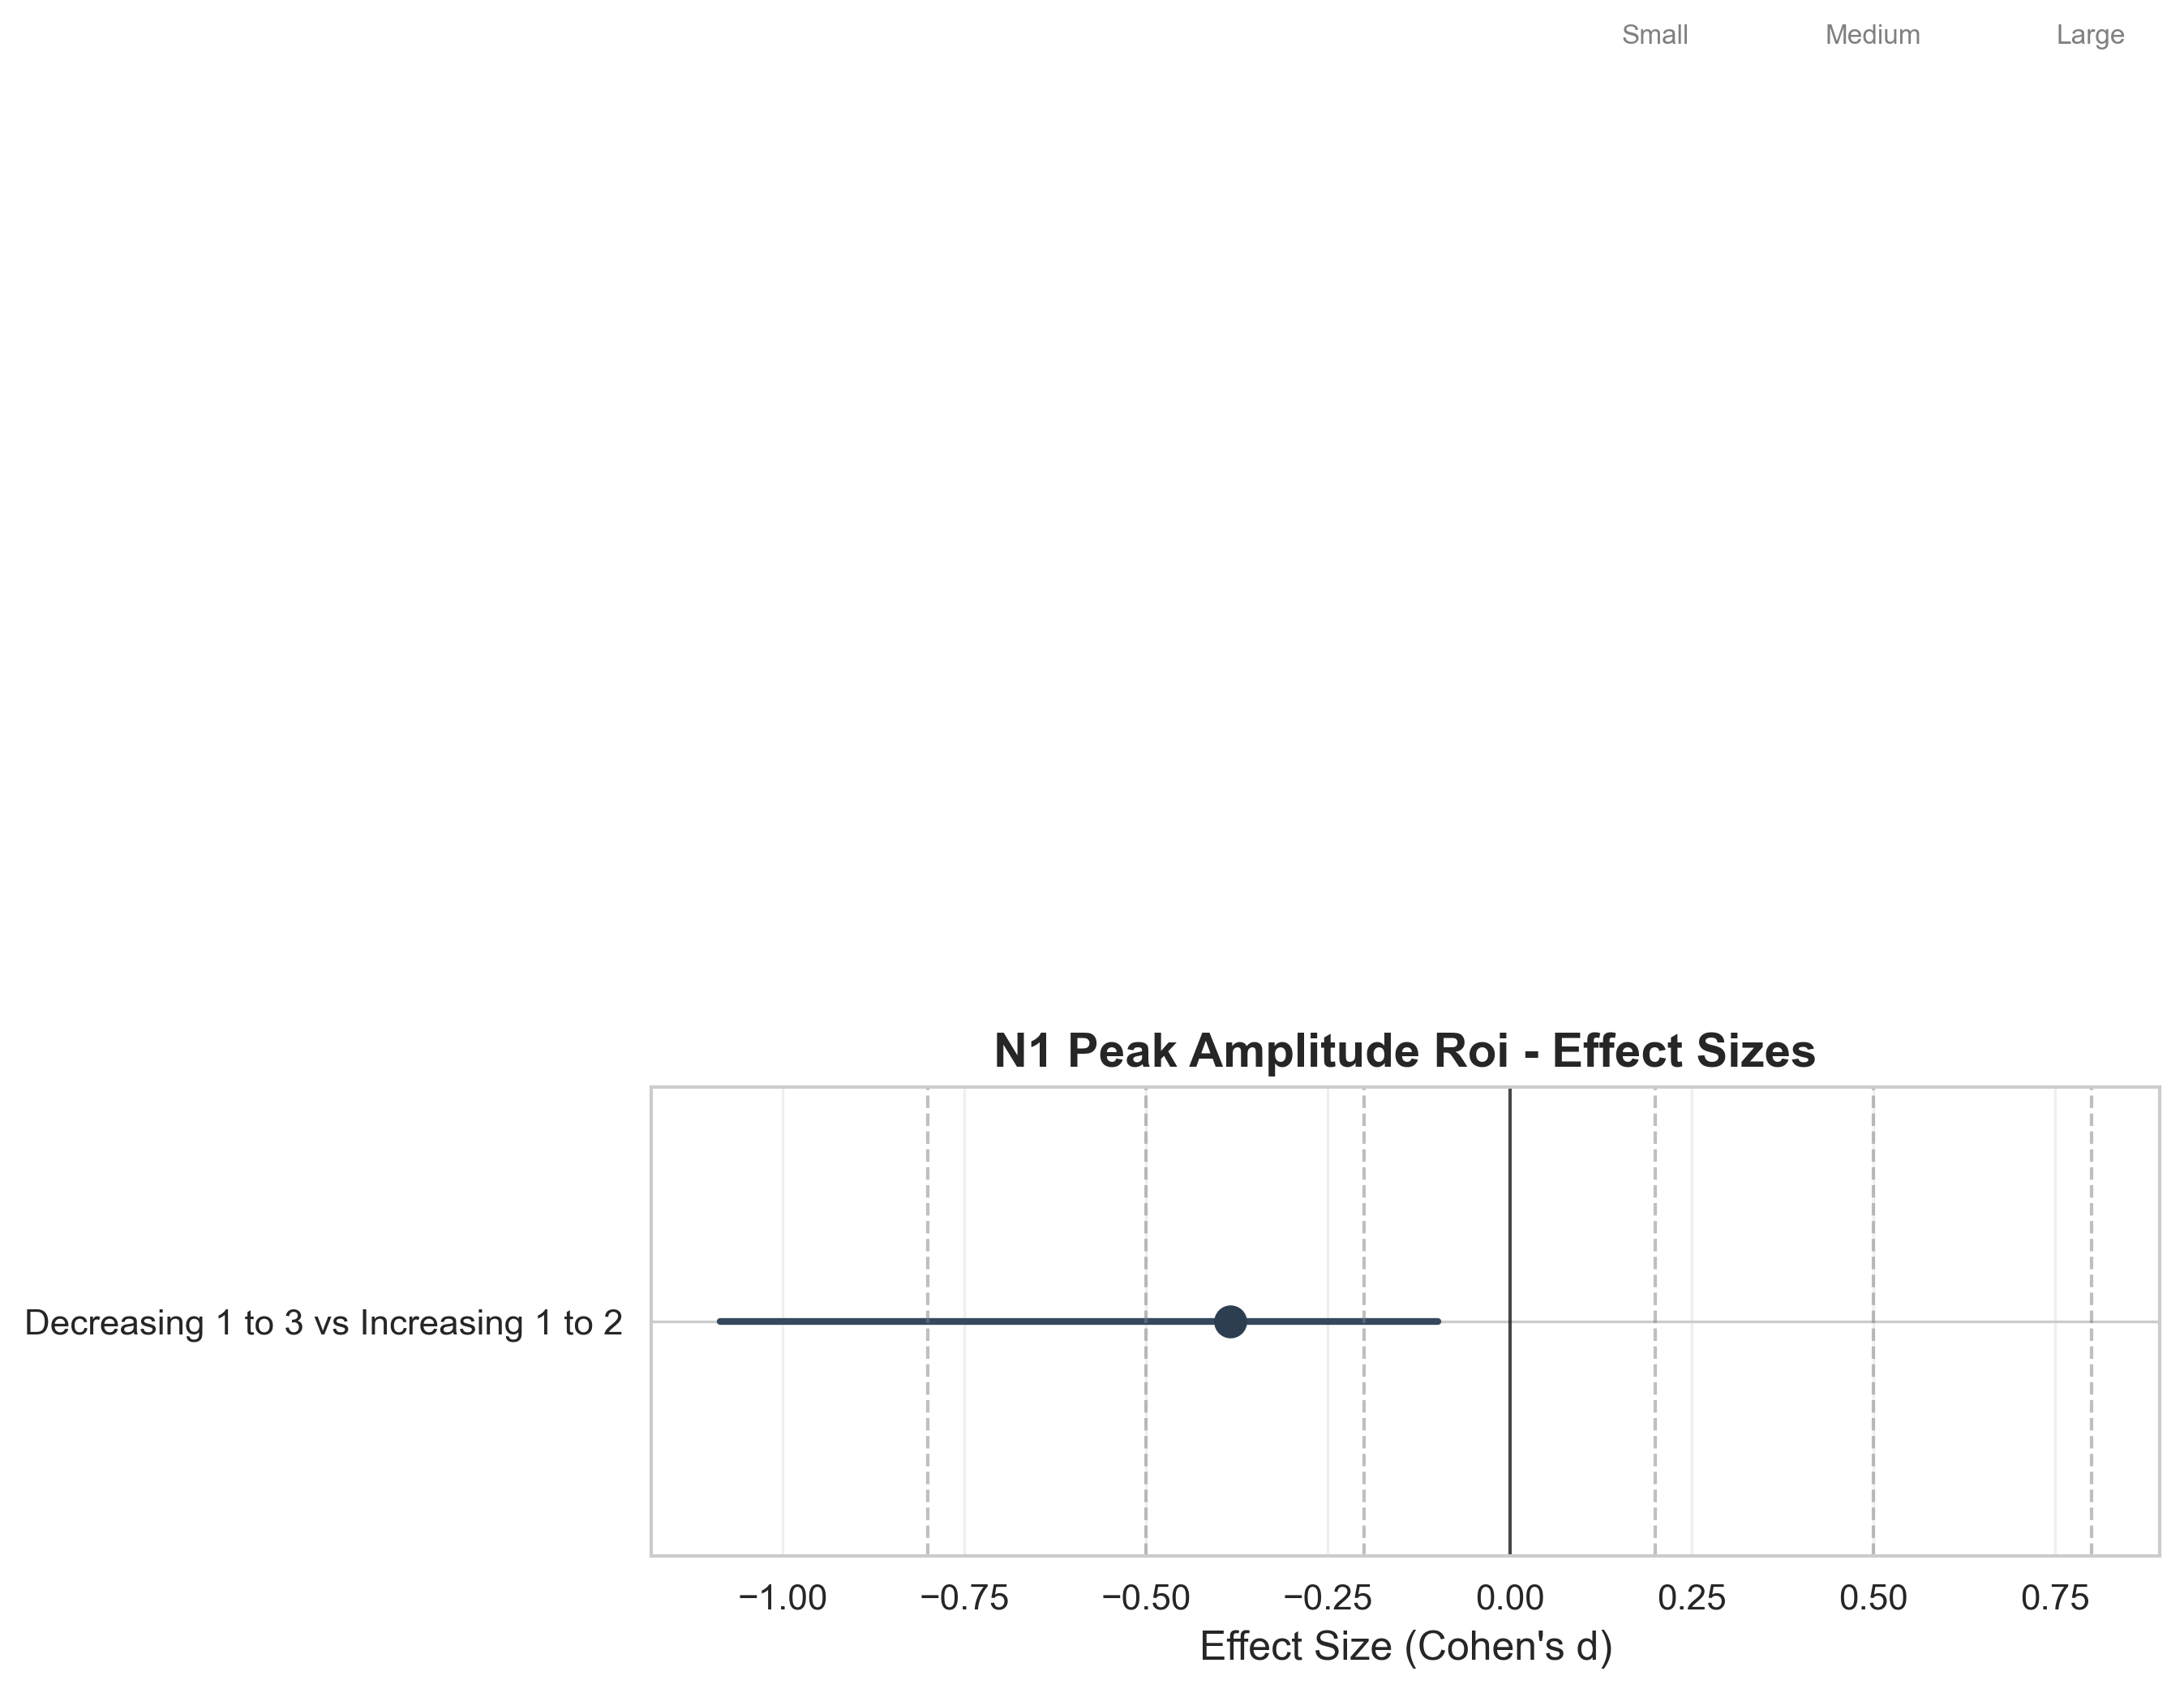 Small Medium Large
N1 Peak Amplitude Roi - Effect Sizes
Decreasing 1 to 3 vs Increasing 1 to 2
−1.00 −0.75 −0.50 −0.25 0.00 0.25 0.50 0.75
Effect Size (Cohen's d)